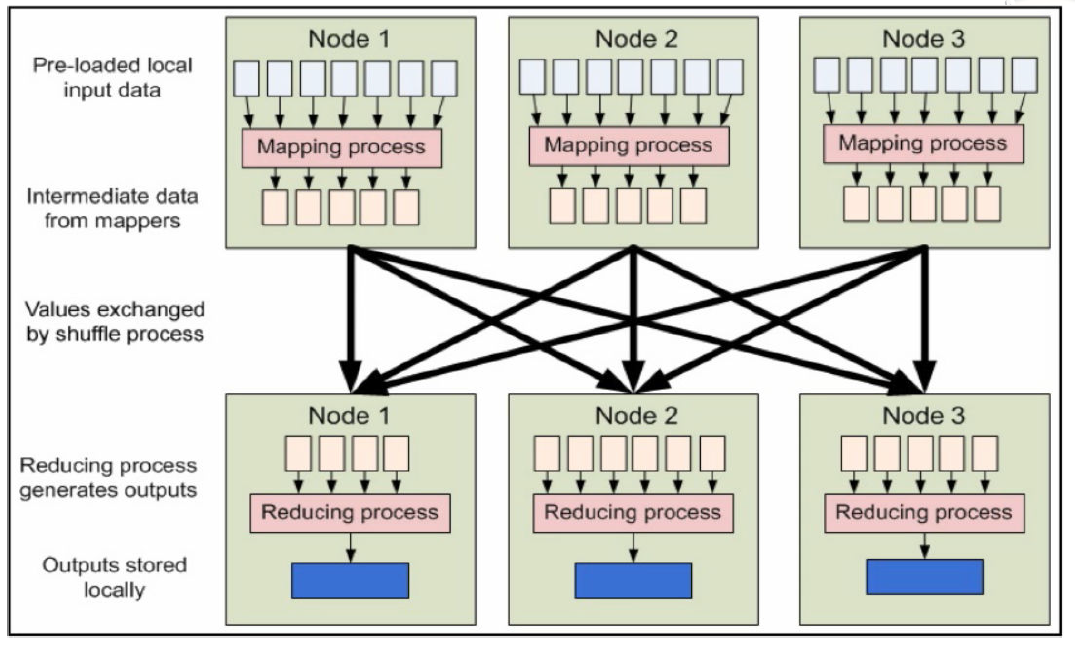 Node 1
Node 2
Node 3
Pre-loaded local
input data
Mapping process
Mapping process
Mapping process
Intermediate data
from mappers
Values exchanged
by shuffle process
Node 1
Node 2
Node 3
Reducing process
generates outputs
Reducing process
Reducing process
Reducing process
Outputs stored
locally